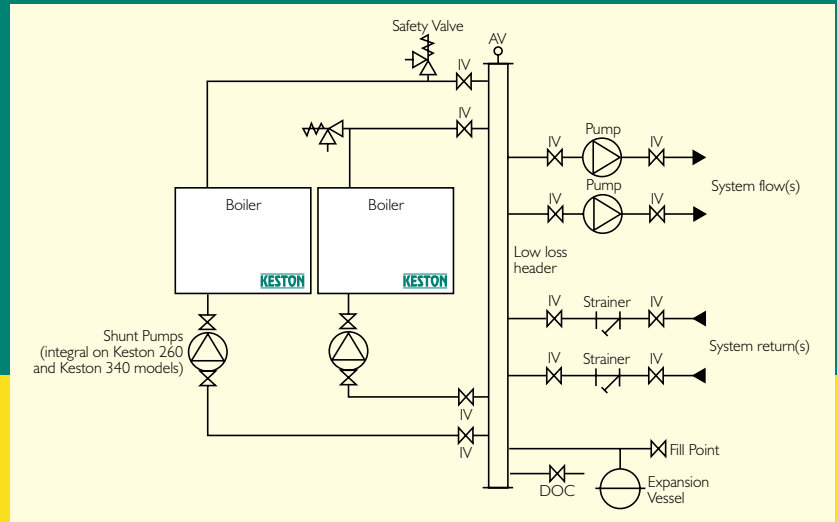 Safety Valve
AV
IV
IV
IV
Pump
IV
System flow(s)
IV
Pump
IV
Boiler
Boiler
KESTON
KESTON
Low loss
header
IV
Strainer
IV
System return(s)
IV
Strainer
IV
Shunt Pumps
(integral on Keston 260
and Keston 340 models)
IV
IV
Fill Point
DOC
Expansion
Vessel